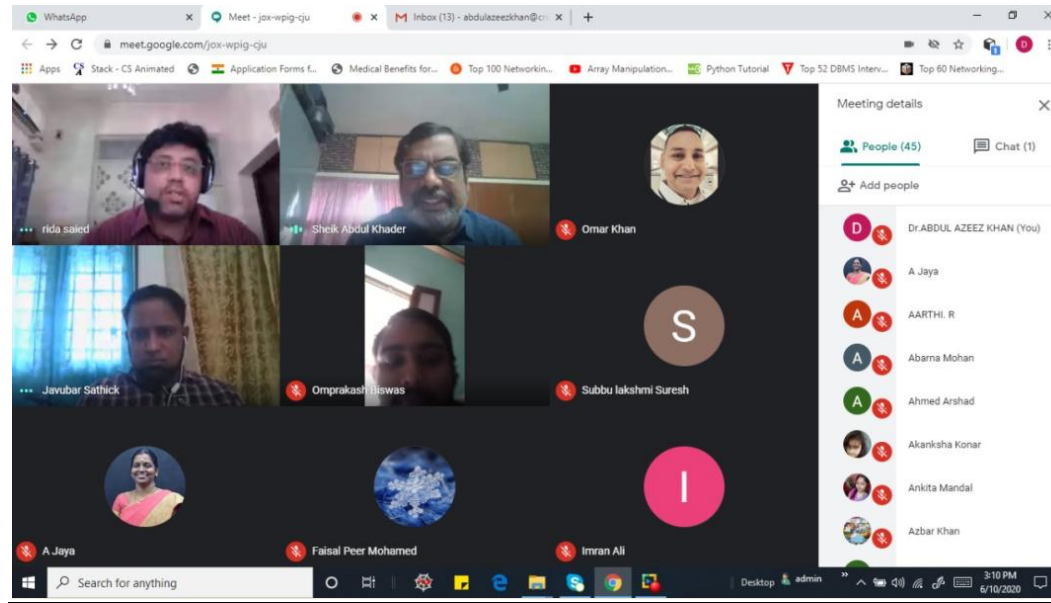 WhatsApp
Meet - jox-wpig-cju
Inbox (13) - abdulazeezkhan@cr
meet.google.com/jox-wpig-cju
D
Apps
Stack - CS Animated
Application Forms f...
Medical Benefits for...
Top 100 Networkin...
Array Manipulation...
Python Tutorial
Top 52 DBMS Interv...
Top 60 Networking...
rida saied
Sheik Abdul Khader
Omar Khan
Javubar Sathick
Omprakash Biswas
S
Subbu lakshmi Suresh
A Jaya
Faisal Peer Mohamed
I
Imran Ali
Meeting details
People (45)
Chat (1)
Add people
D
Dr.ABDUL AZEEZ KHAN (You)
A Jaya
A
AARTHI. R
A
Abarna Mohan
A
Ahmed Arshad
Akanksha Konar
Ankita Mandal
Azbar Khan
Search for anything
Desktop
admin
3:10 PM
6/10/2020